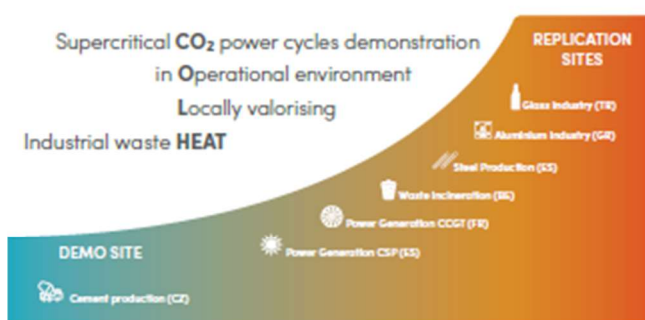 Supercritical CO₂ power cycles demonstration
in Operational environment
Locally valorising
Industrial waste HEAT
REPLICATION
SITES
Glass Industry (TR)
Aluminium Industry (GR)
Steel Production (ES)
Waste Incineration (BE)
Power Generation CCGT (FR)
Power Generation CSP (ES)
DEMO SITE
Cement production (CZ)